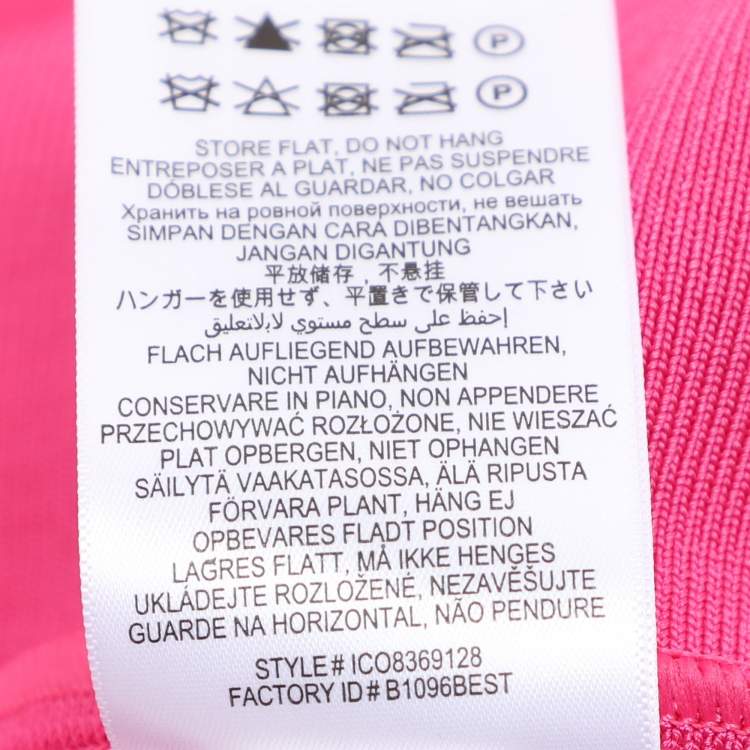 P
P
STORE FLAT, DO NOT HANG
ENTREPOSER A PLAT, NE PAS SUSPENDRE
DÓBLESE AL GUARDAR, NO COLGAR
Хранить на ровной поверхности, не вешать
SIMPAN DENGAN CARA DIBENTANGKAN,
JANGAN DIGANTUNG
平放储存，不悬挂
ハンガーを使用せず、平置きで保管して下さい
إحفظ على سطح مستوي لابلاتعليق
FLACH AUFLIEGEND AUFBEWAHREN,
NICHT AUFHÄNGEN
CONSERVARE IN PIANO, NON APPENDERE
PRZECHOWYWAĆ ROZŁOŻONE, NIE WIESZAĆ
PLAT OPBERGEN, NIET OPHANGEN
SÄILYTÄ VAAKATASOSSA, ÄLÄ RIPUSTA
FÖRVARA PLANT, HÄNG EJ
OPBEVARES FLADT POSITION
LAGRES FLATT, MÅ IKKE HENGES
UKLÁDEJTE ROZLOŽENÉ, NEZAVĚŠUJTE
GUARDE NA HORIZONTAL, NÃO PENDURE
STYLE# ICO8369128
FACTORY ID# B1096BEST